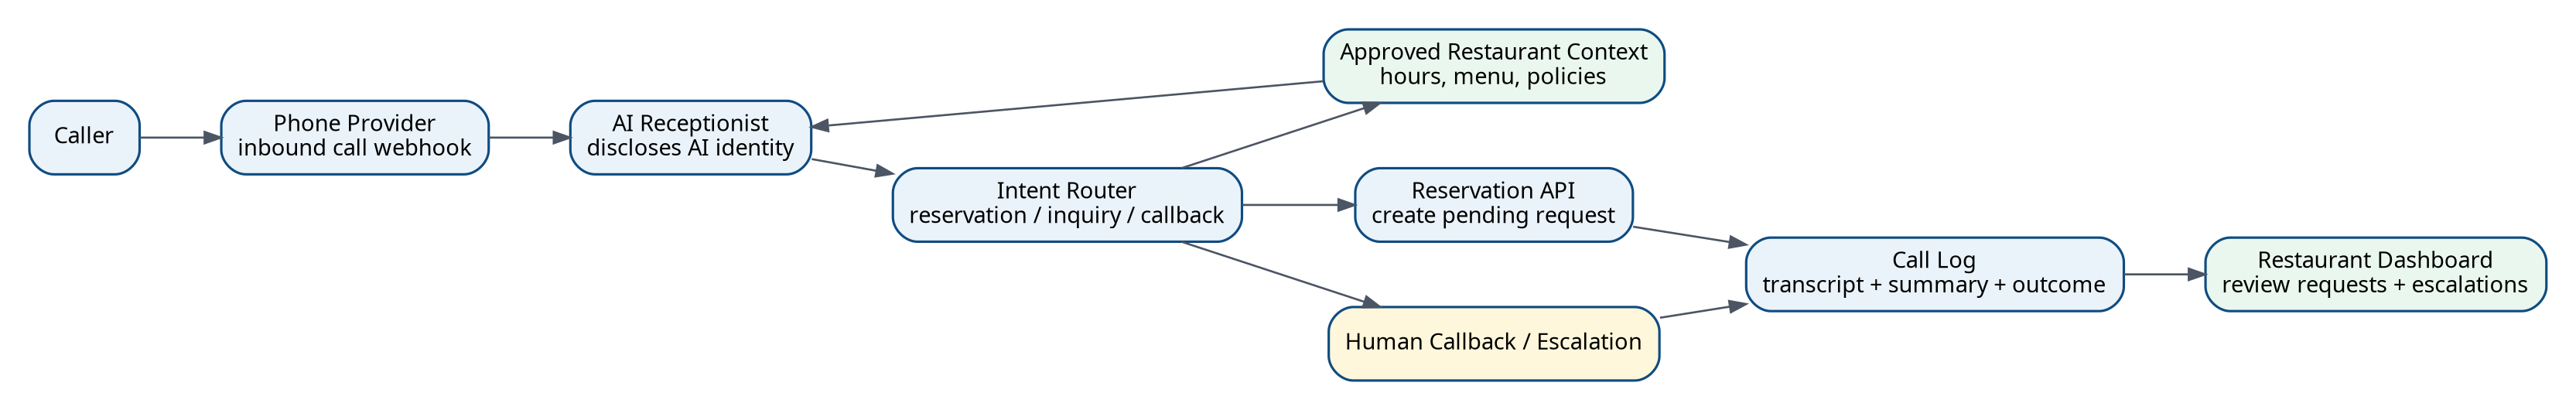 Caller
Phone Provider
inbound call webhook
AI Receptionist
discloses AI identity
Intent Router
reservation / inquiry / callback
Approved Restaurant Context
hours, menu, policies
Reservation API
create pending request
Human Callback / Escalation
Call Log
transcript + summary + outcome
Restaurant Dashboard
review requests + escalations